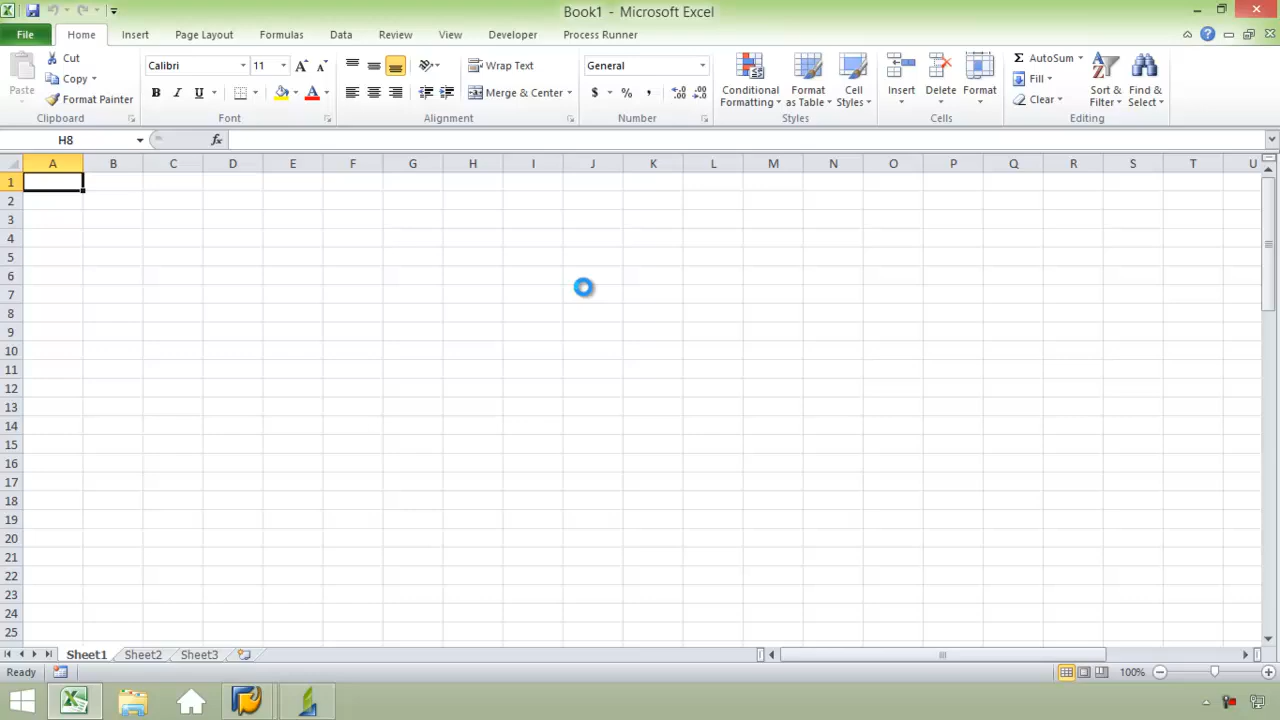 Book1 - Microsoft Excel
File Home Insert Page Layout Formulas Data Review View Developer Process Runner
Cut
Copy
Format Painter
Paste
Clipboard
Calibri 11
B I U
Font
Wrap Text
Merge & Center
Alignment
General
$ % ,
Number
Conditional Formatting
Format as Table
Cell Styles
Styles
Insert Delete Format
Cells
Σ AutoSum
Fill
Clear
Sort & Filter
Find & Select
Editing
H8 fx
A B C D E F G H I J K L M N O P Q R S T U
1
2
3
4
5
6
7
8
9
10
11
12
13
14
15
16
17
18
19
20
21
22
23
24
25
Sheet1 Sheet2 Sheet3
Ready 100%